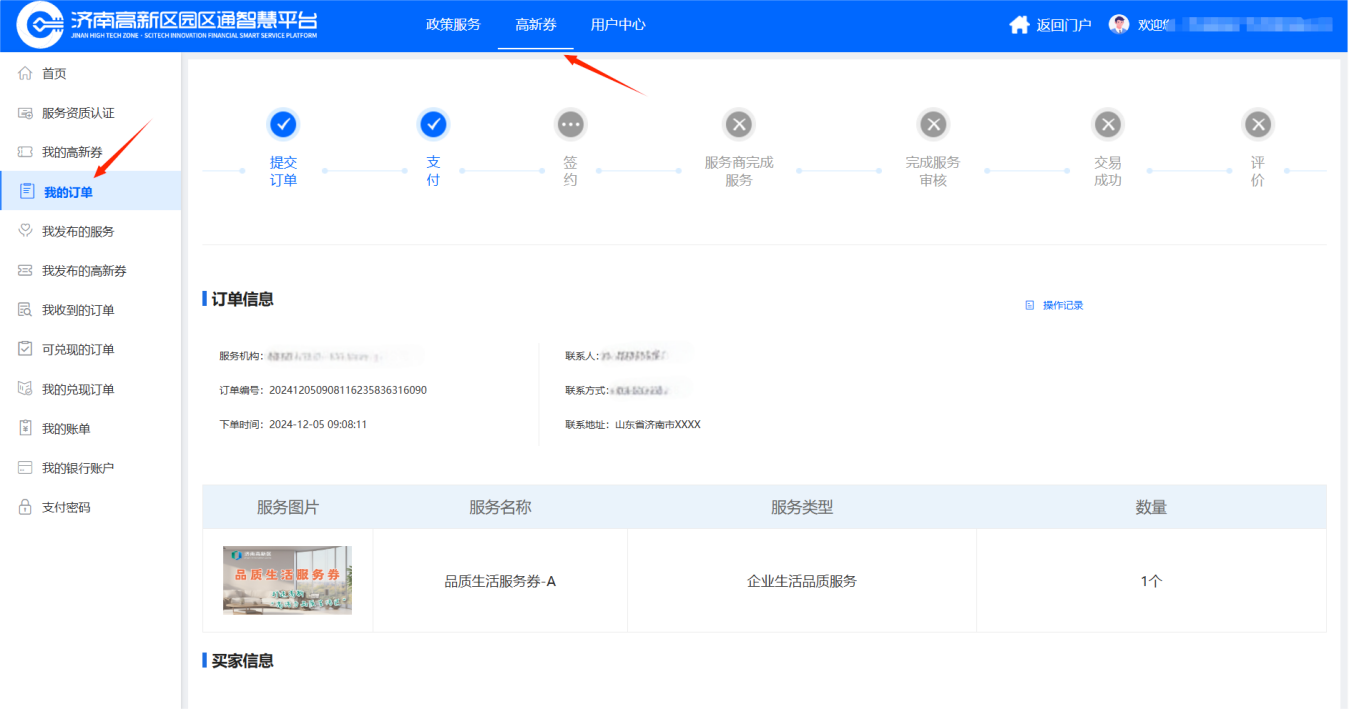 济南高新区园区通智慧平台
JINAN HIGH TECH ZONE - SCITECH INNOVATION FINANCIAL SMART SERVICE PLATFORM
政策服务
高新券
用户中心
返回门户
欢迎您
首页
服务资质认证
我的高新券
我的订单
我发布的服务
我发布的高新券
我收到的订单
可兑现的订单
我的兑现订单
我的账单
我的银行账户
支付密码
提交
订单
支
付
签
约
服务商完成
服务
完成服务
审核
交易
成功
评
价
订单信息
操作记录
服务机构:
联系人:
订单编号: 2024120509081162358363​16090
联系方式:
下单时间: 2024-12-05 09:08:11
联系地址: 山东省济南市XXXX
服务图片
服务名称
服务类型
数量
济南高新区
品质生活服务券
品质生活服务券-A
企业生活品质服务
1个
买家信息